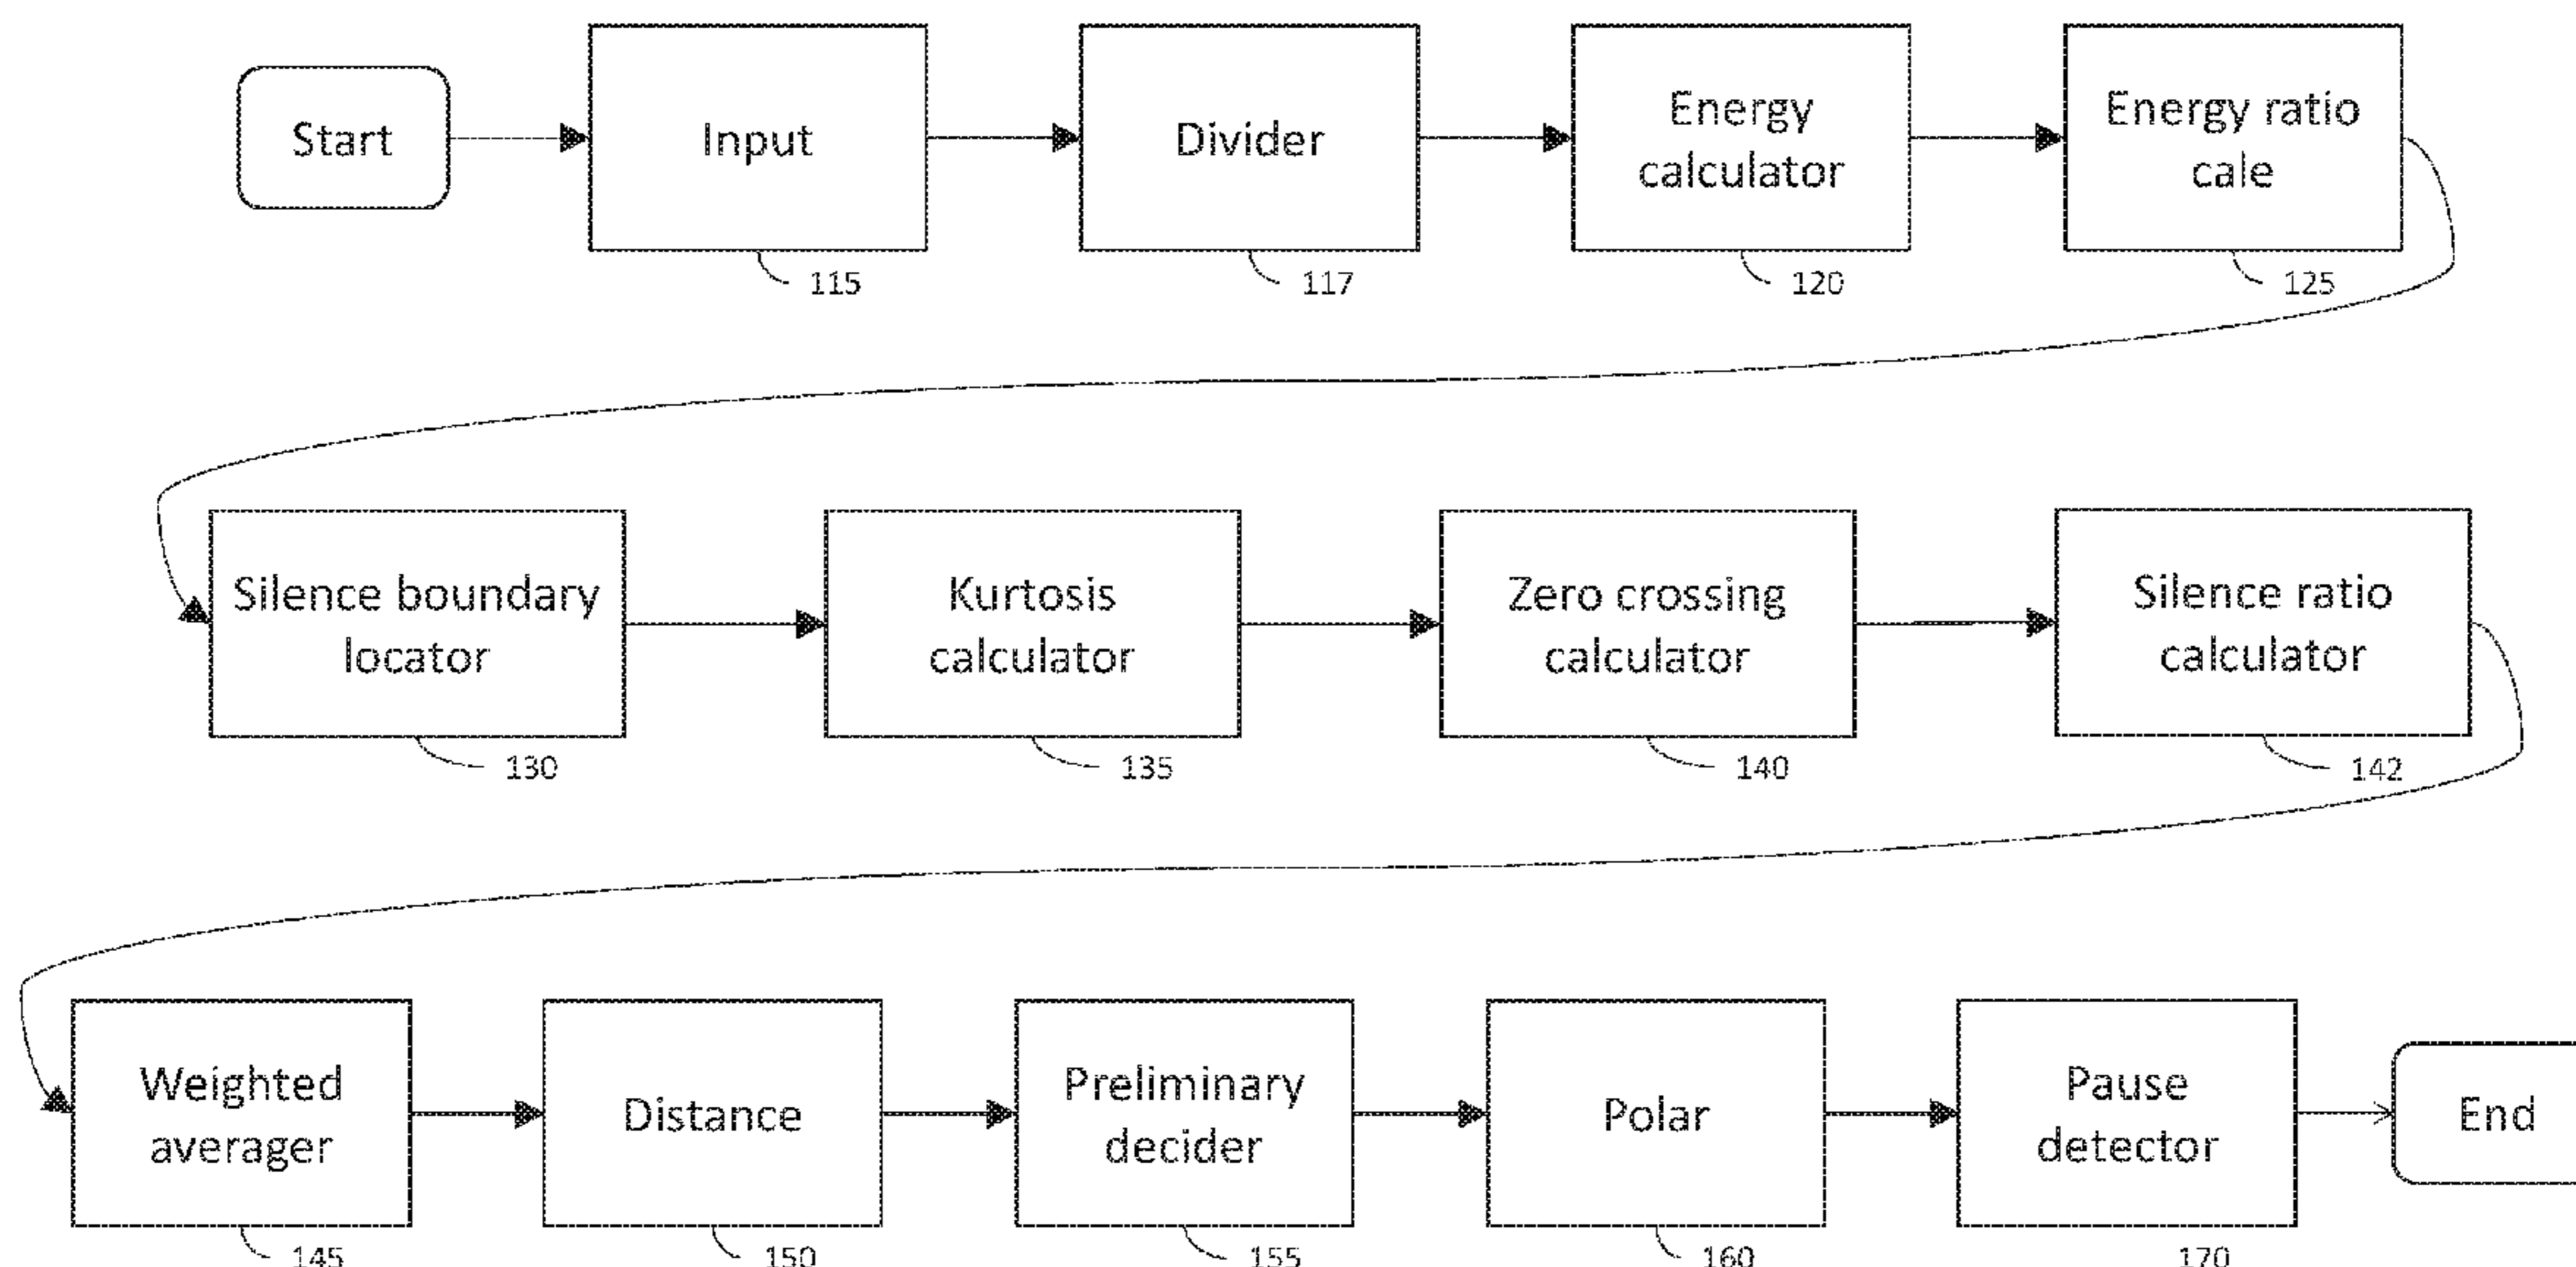 Start
Input
Divider
Energy
calculator
Energy ratio
cale
115
117
120
125
Silence boundary
locator
Kurtosis
calculator
Zero crossing
calculator
Silence ratio
calculator
130
135
140
142
Weighted
averager
Distance
Preliminary
decider
Polar
Pause
detector
End
145
150
155
160
170